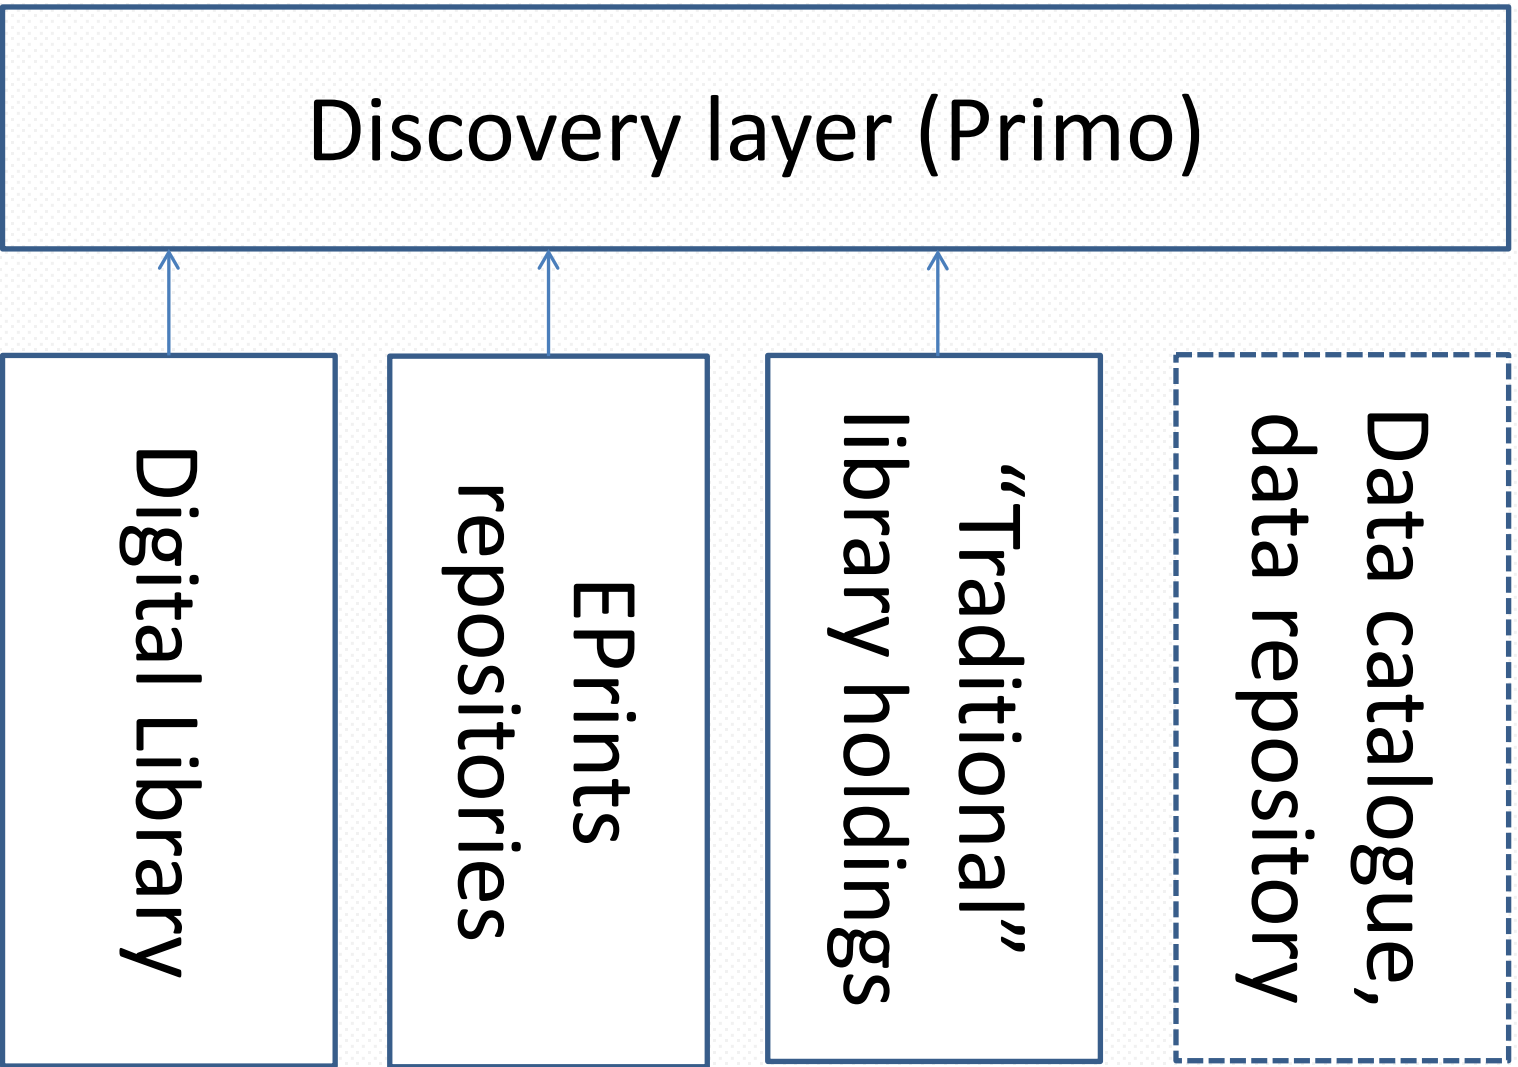 Discovery layer (Primo)
Digital Library
EPrints
repositories
“Traditional”
library holdings
Data catalogue,
data repository